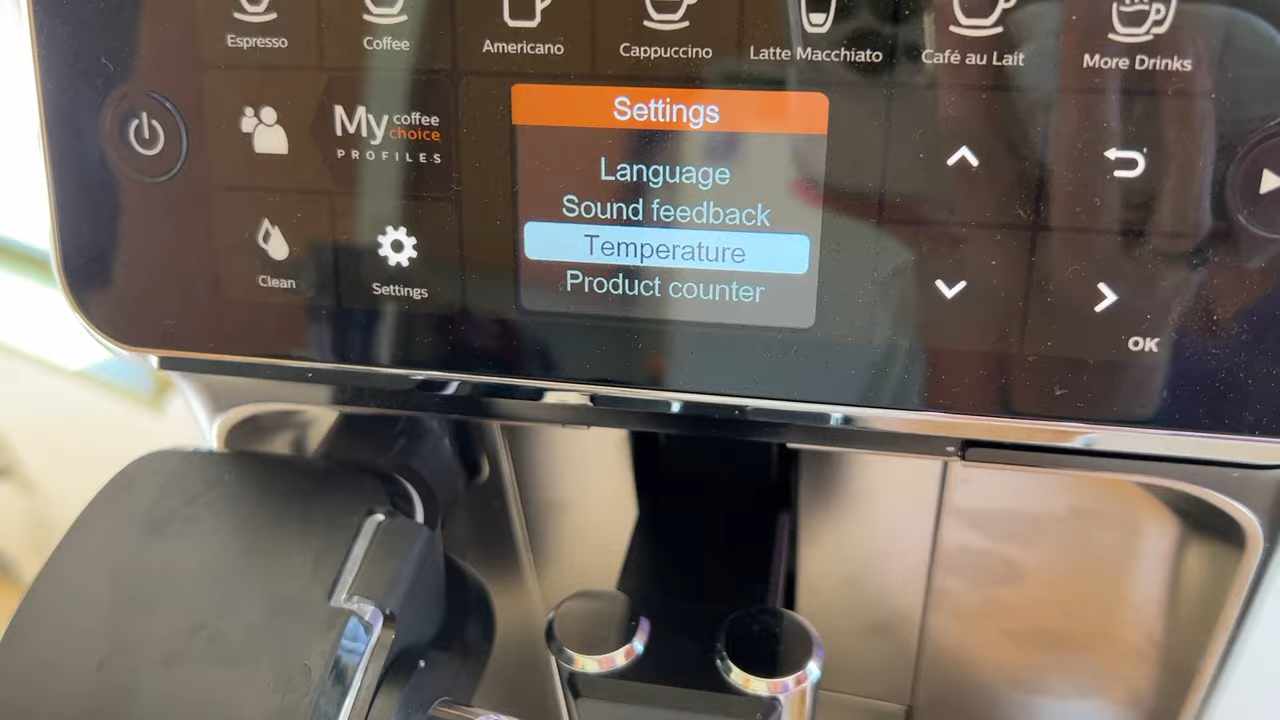 Espresso
Coffee
Americano
Cappuccino
Latte Macchiato
Café au Lait
More Drinks
My coffee
choice
PROFILES
Settings
Language
Sound feedback
Temperature
Product counter
Clean
Settings
OK